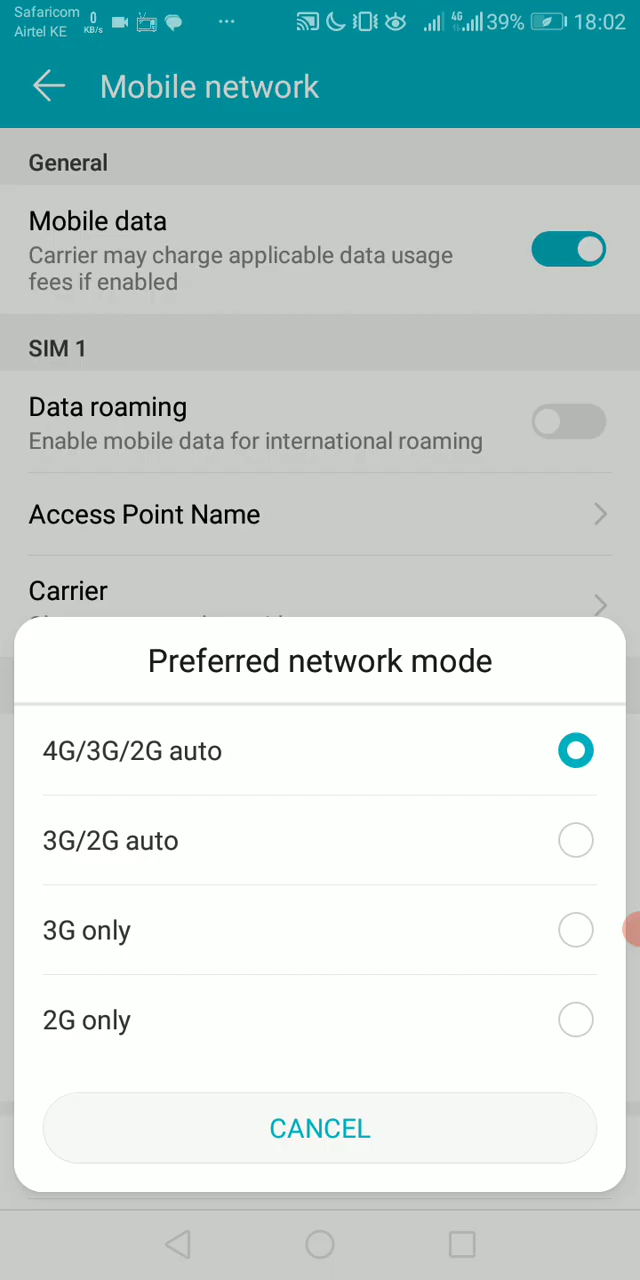 Safaricom
Airtel KE
0
KB/s
...
4G
39%
18:02
Mobile network
General
Mobile data
Carrier may charge applicable data usage
fees if enabled
SIM 1
Data roaming
Enable mobile data for international roaming
Access Point Name
Carrier
Preferred network mode
4G/3G/2G auto
3G/2G auto
3G only
2G only
CANCEL